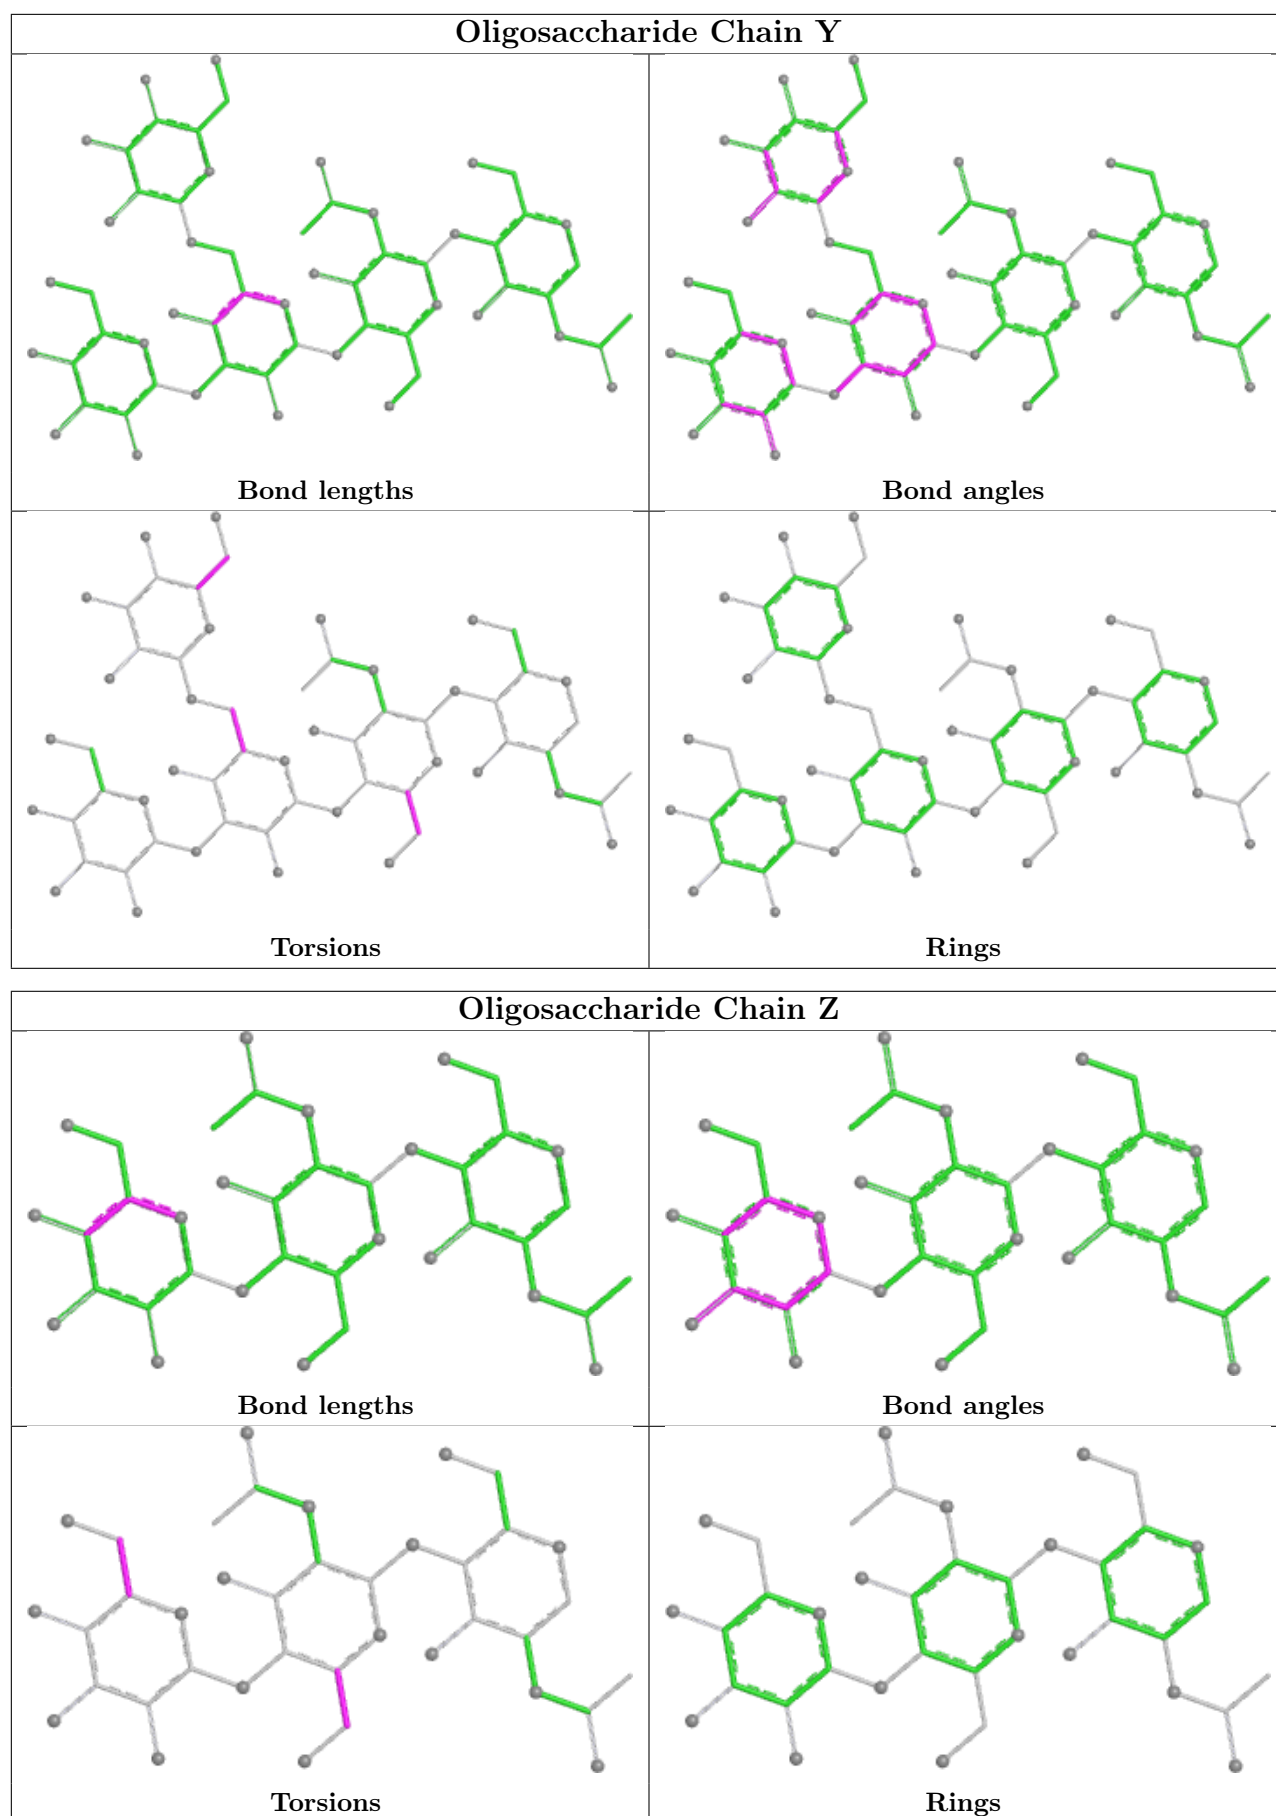 Oligosaccharide Chain Y
Bond lengths
Bond angles
Torsions
Rings
Oligosaccharide Chain Z
Bond lengths
Bond angles
Torsions
Rings